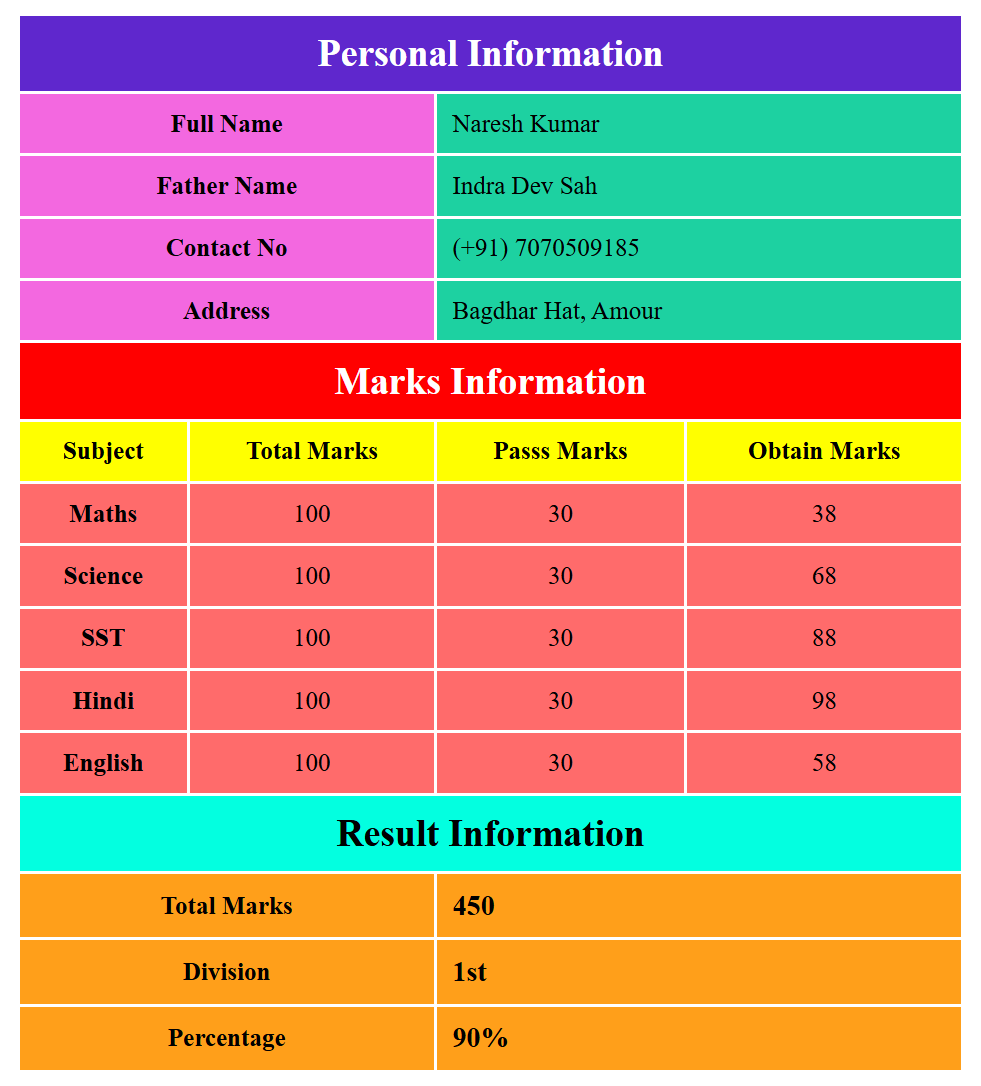 Personal Information
Full Name Naresh Kumar
Father Name Indra Dev Sah
Contact No (+91) 7070509185
Address Bagdhar Hat, Amour
Marks Information
Subject Total Marks Passs Marks Obtain Marks
Maths 100 30 38
Science 100 30 68
SST 100 30 88
Hindi 100 30 98
English 100 30 58
Result Information
Total Marks 450
Division 1st
Percentage 90%